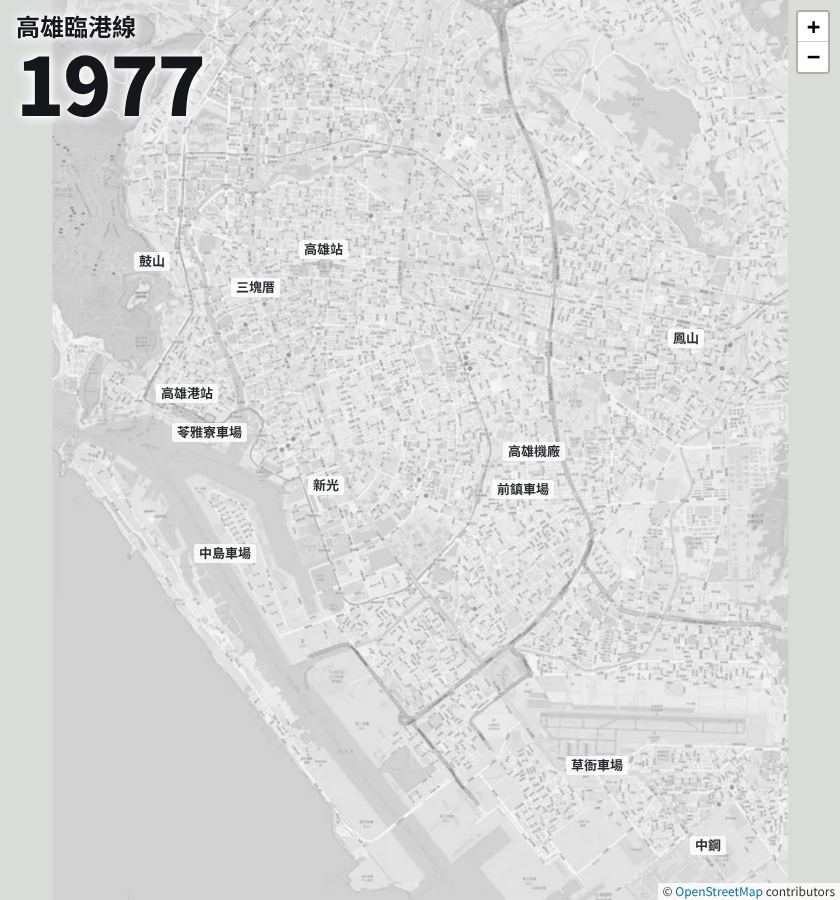 高雄臨港線
1977
+
−
高雄站
鼓山
三塊厝
鳳山
高雄港站
苓雅寮車場
高雄機廠
新光
前鎮車場
中島車場
草衙車場
中鋼
© OpenStreetMap contributors